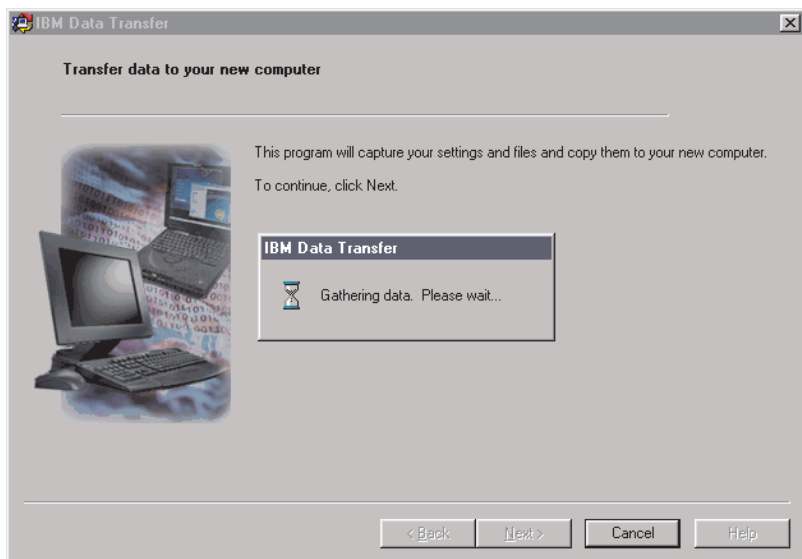 IBM Data Transfer
Transfer data to your new computer
This program will capture your settings and files and copy them to your new computer.
To continue, click Next.
IBM Data Transfer
Gathering data.  Please wait...
< Back
Next >
Cancel
Help